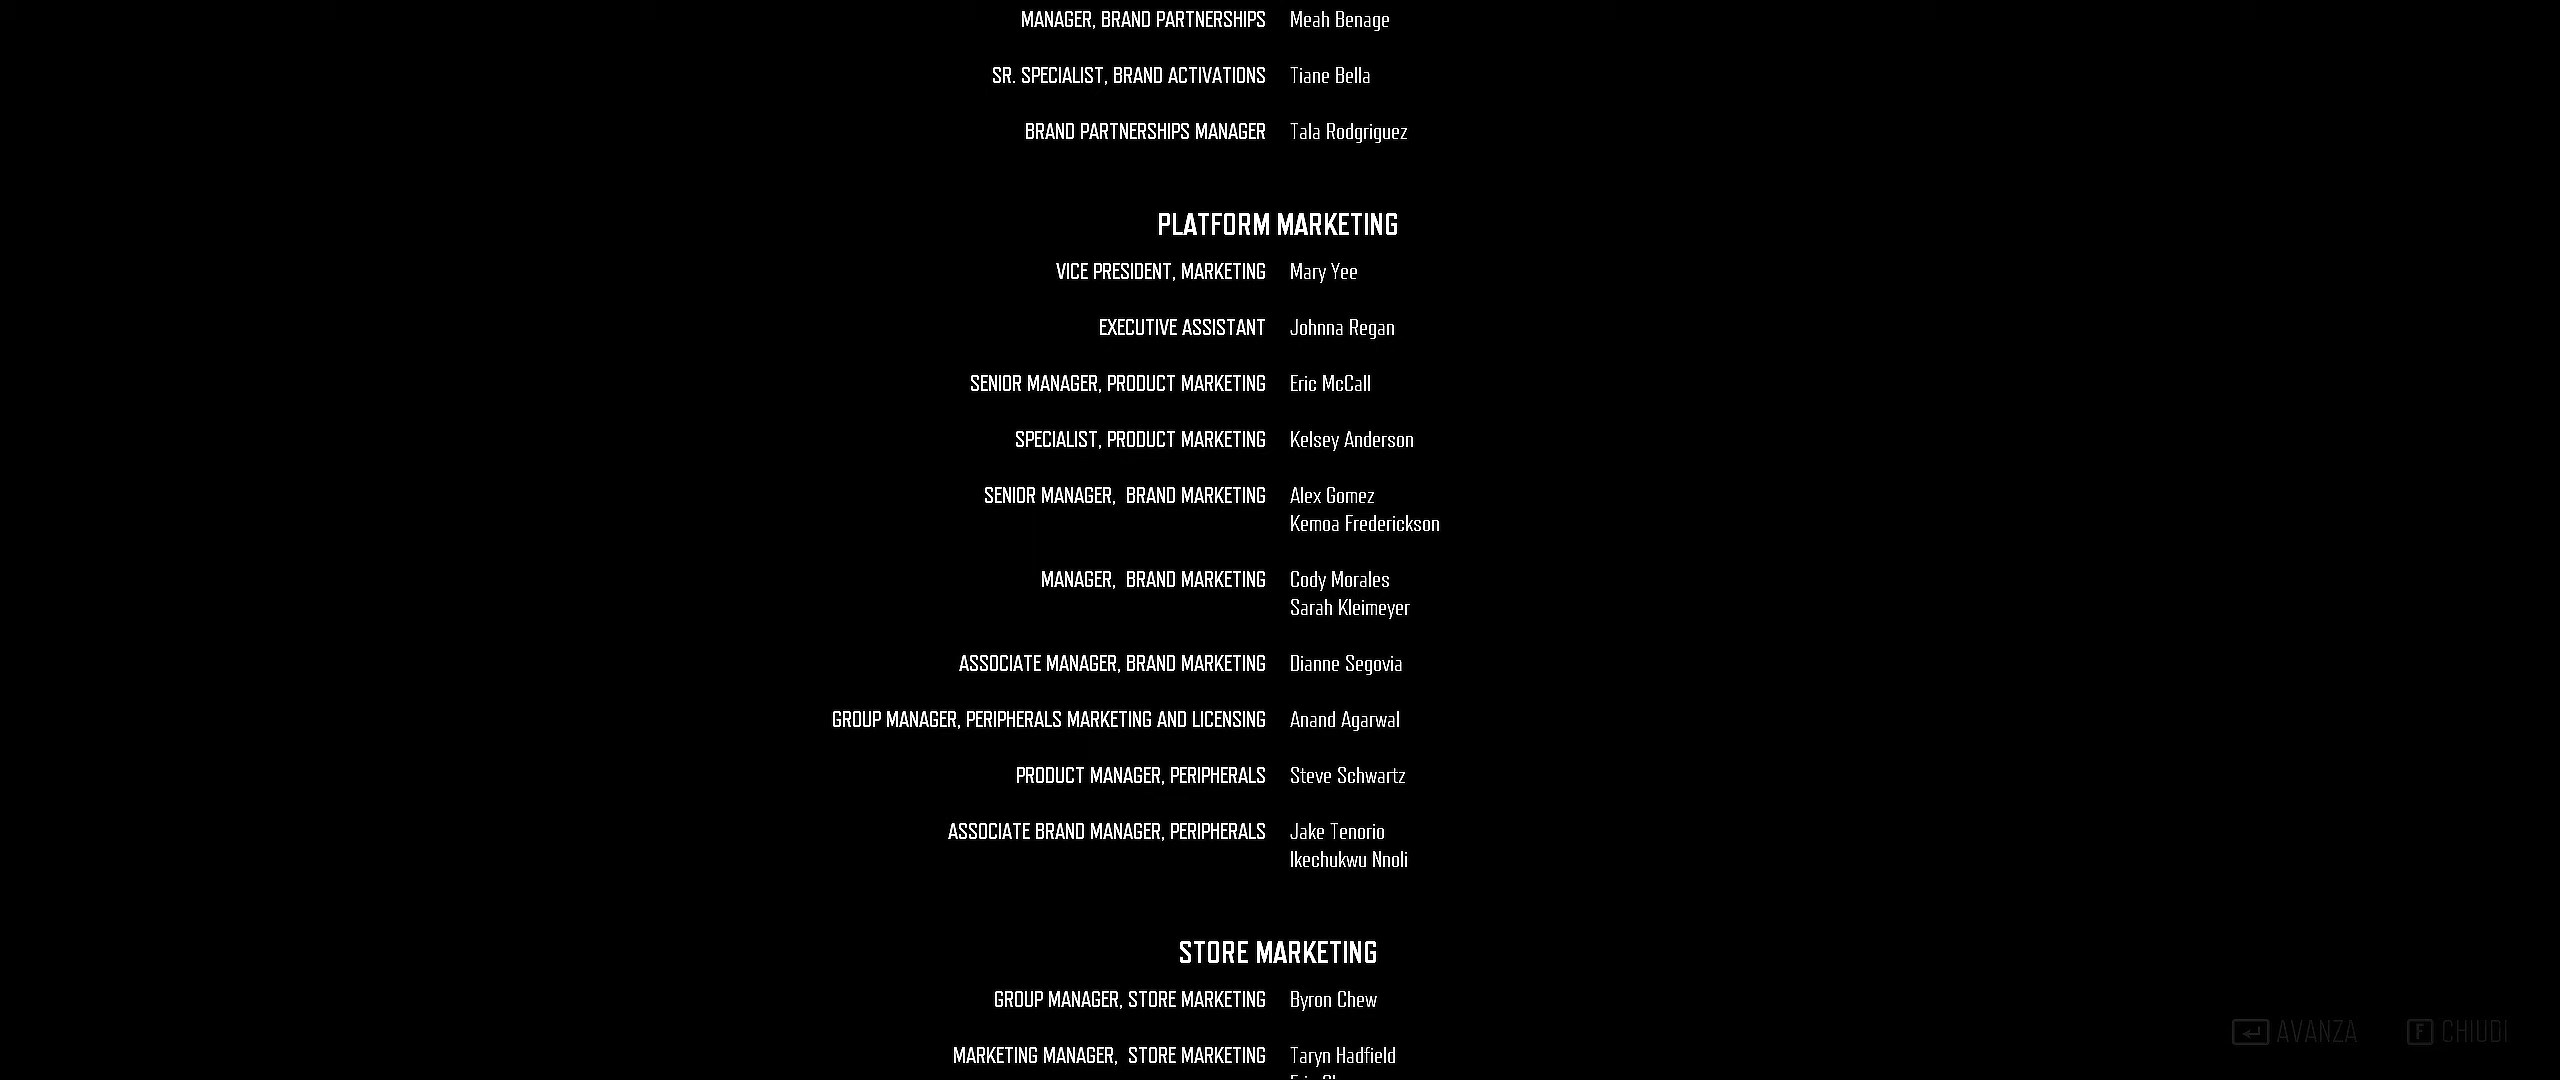 MANAGER, BRAND PARTNERSHIPS Meah Benage
SR. SPECIALIST, BRAND ACTIVATIONS Tiane Bella
BRAND PARTNERSHIPS MANAGER Tala Rodgriguez
PLATFORM MARKETING
VICE PRESIDENT, MARKETING Mary Yee
EXECUTIVE ASSISTANT Johnna Regan
SENIOR MANAGER, PRODUCT MARKETING Eric McCall
SPECIALIST, PRODUCT MARKETING Kelsey Anderson
SENIOR MANAGER, BRAND MARKETING Alex Gomez
Kemoa Frederickson
MANAGER, BRAND MARKETING Cody Morales
Sarah Kleimeyer
ASSOCIATE MANAGER, BRAND MARKETING Dianne Segovia
GROUP MANAGER, PERIPHERALS MARKETING AND LICENSING Anand Agarwal
PRODUCT MANAGER, PERIPHERALS Steve Schwartz
ASSOCIATE BRAND MANAGER, PERIPHERALS Jake Tenorio
Ikechukwu Nnoli
STORE MARKETING
GROUP MANAGER, STORE MARKETING Byron Chew
MARKETING MANAGER, STORE MARKETING Taryn Hadfield
AVANZA F CHIUDI